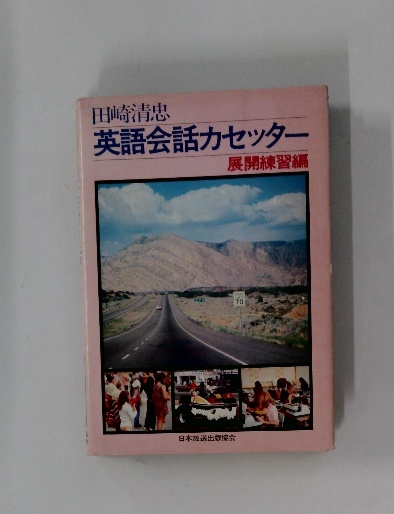 田崎清忠
英語会話カセッター
展開練習編
70
日本放送出版協会